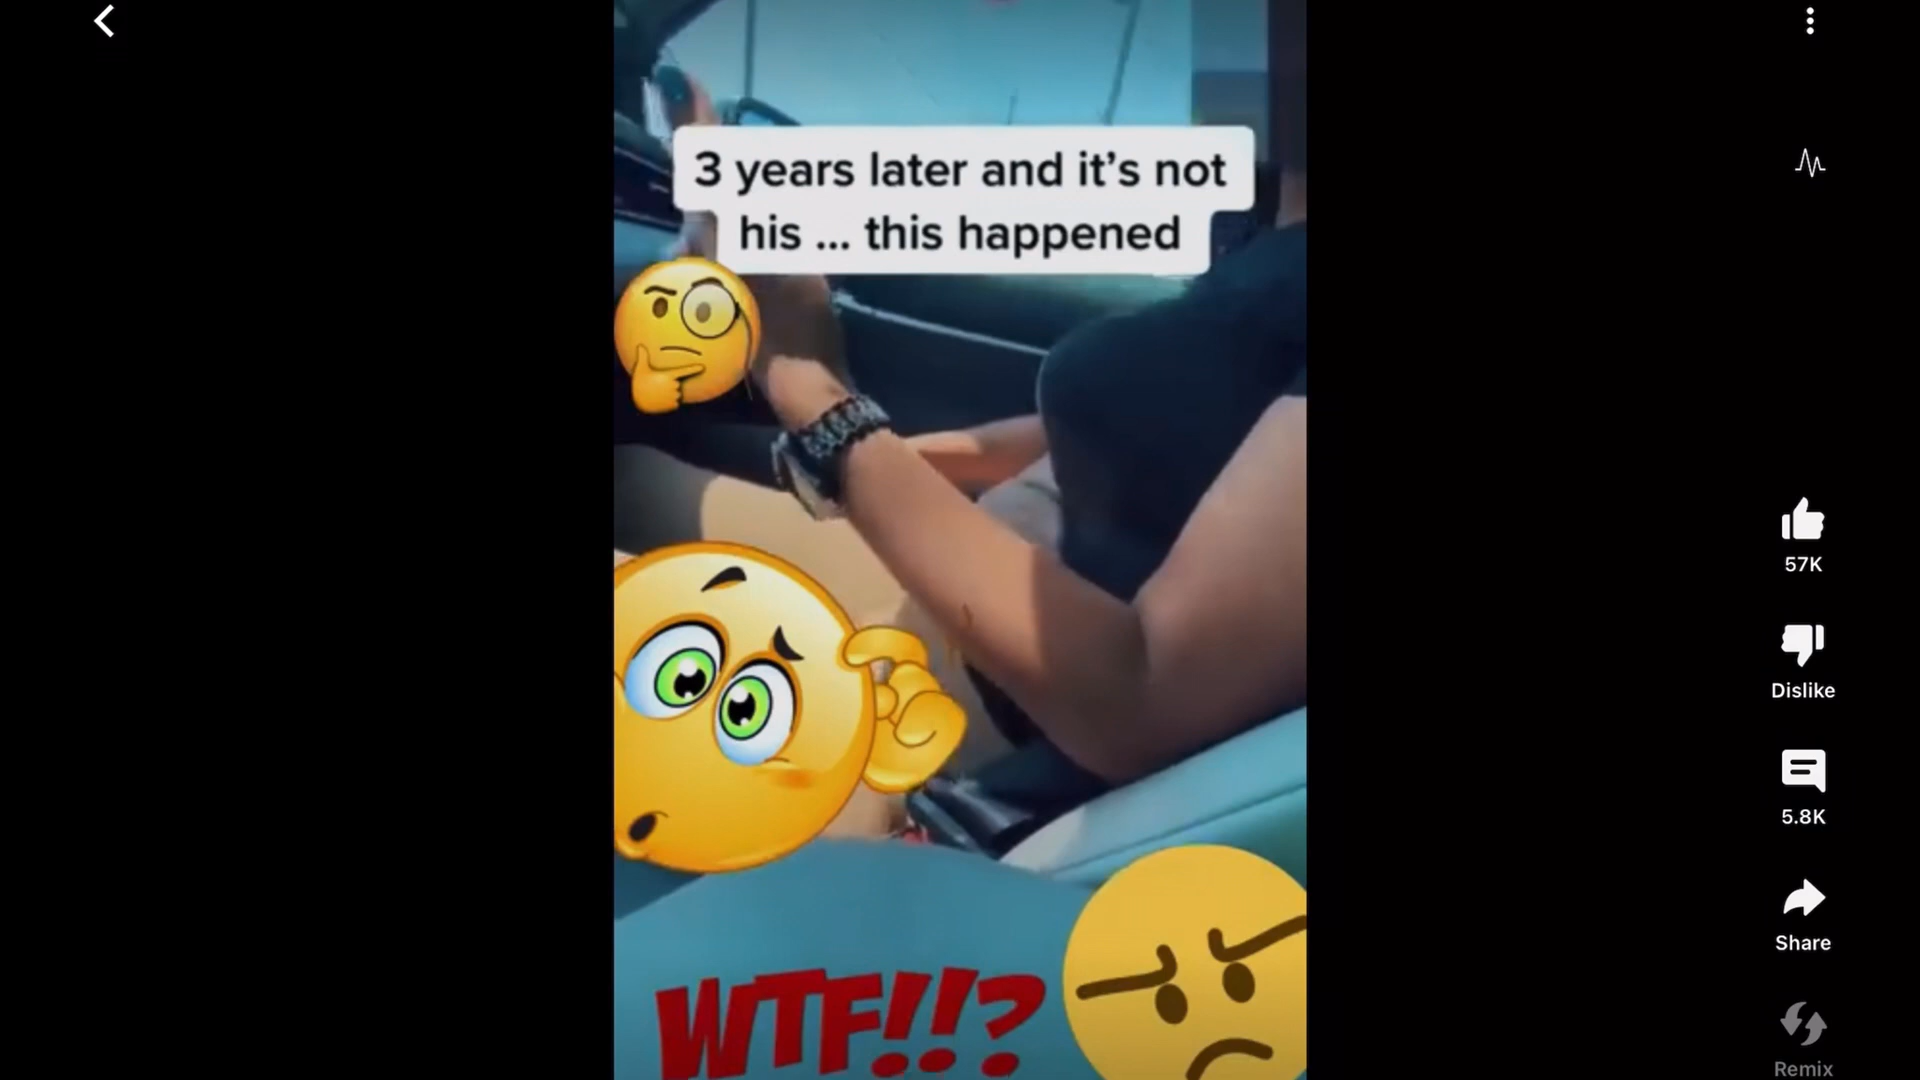 3 years later and it's not
his ... this happened
WTF!!?
57K
Dislike
5.8K
Share
Remix